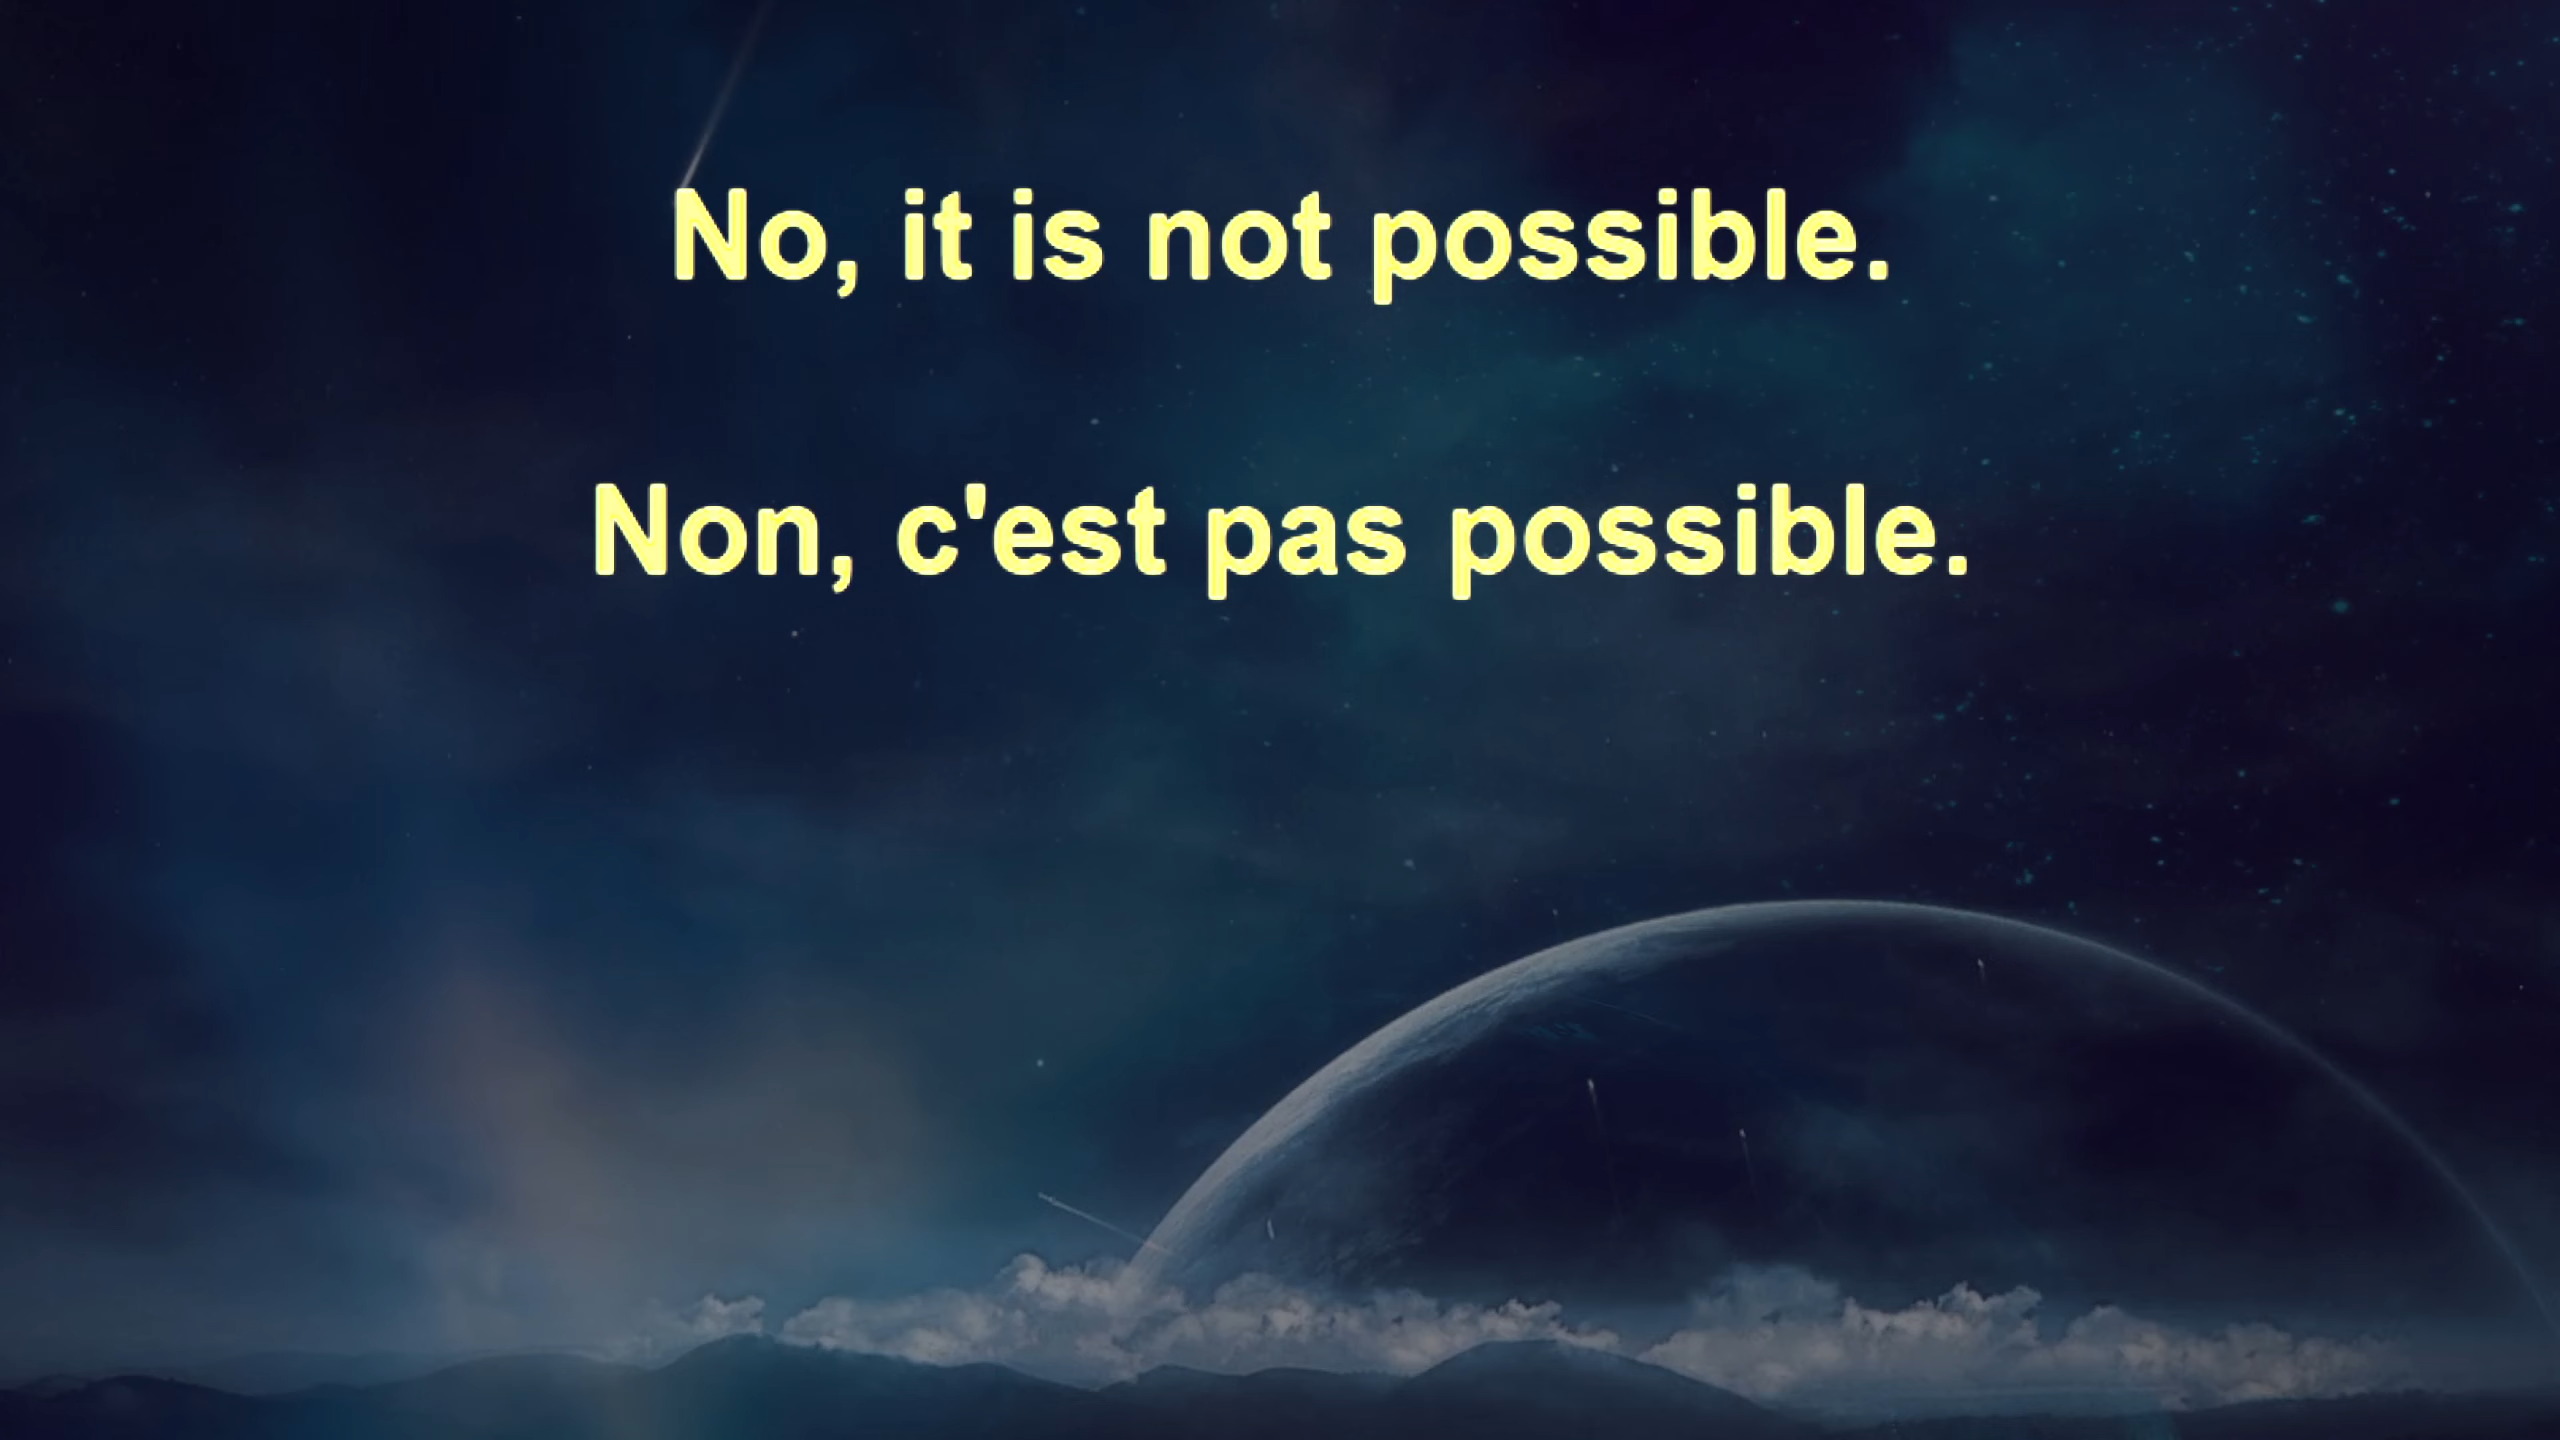 No, it is not possible.
Non, c'est pas possible.